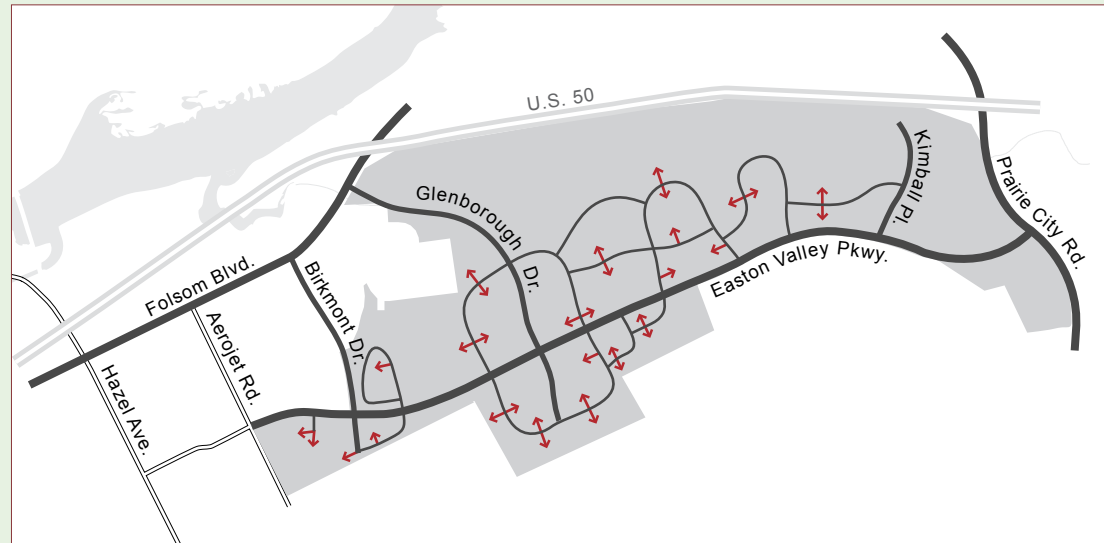 U.S. 50
Kimball Pl.
Prairie City Rd.
Glenborough
Dr.
Easton Valley Pkwy.
Folsom Blvd.
Birkmont Dr.
Aerojet Rd.
Hazel Ave.